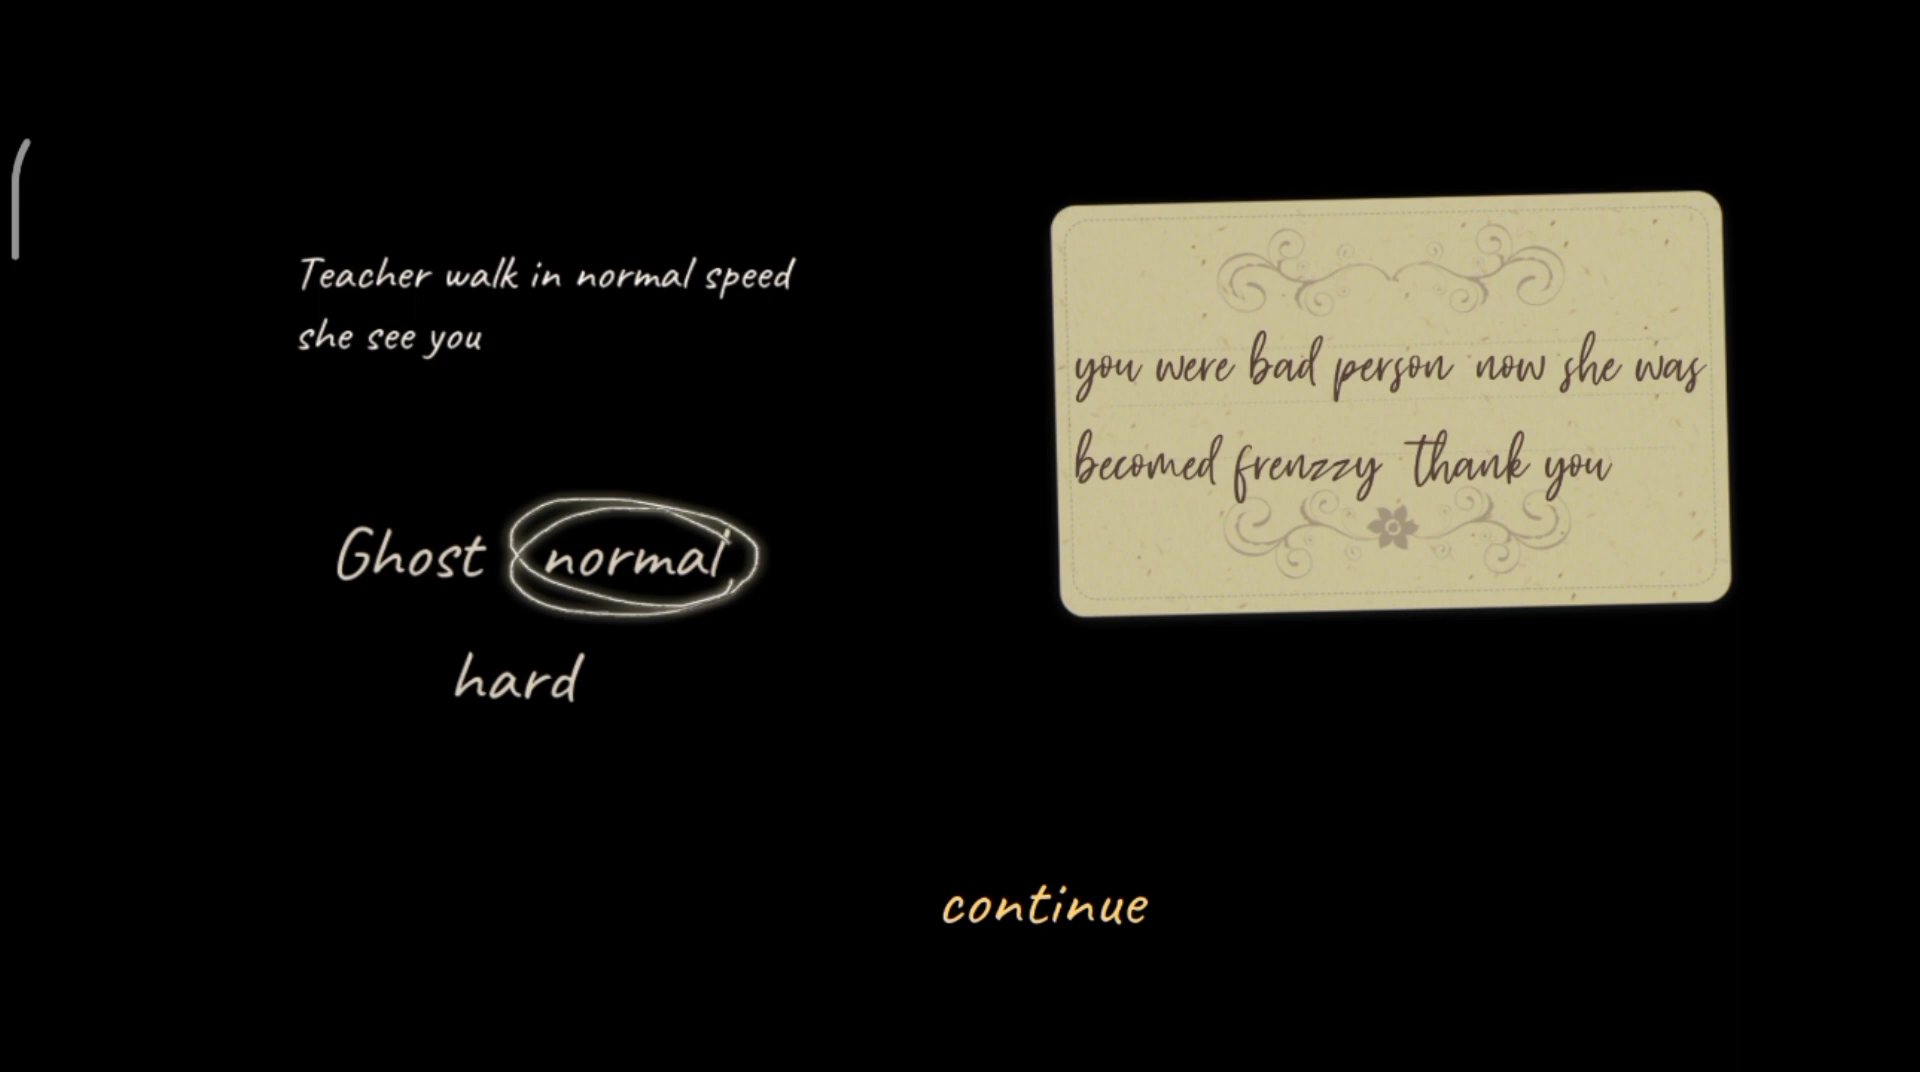 Teacher walk in normal speed
she see you
Ghost normal
hard
you were bad person now she was
becomed frenzzy Thank you
continue